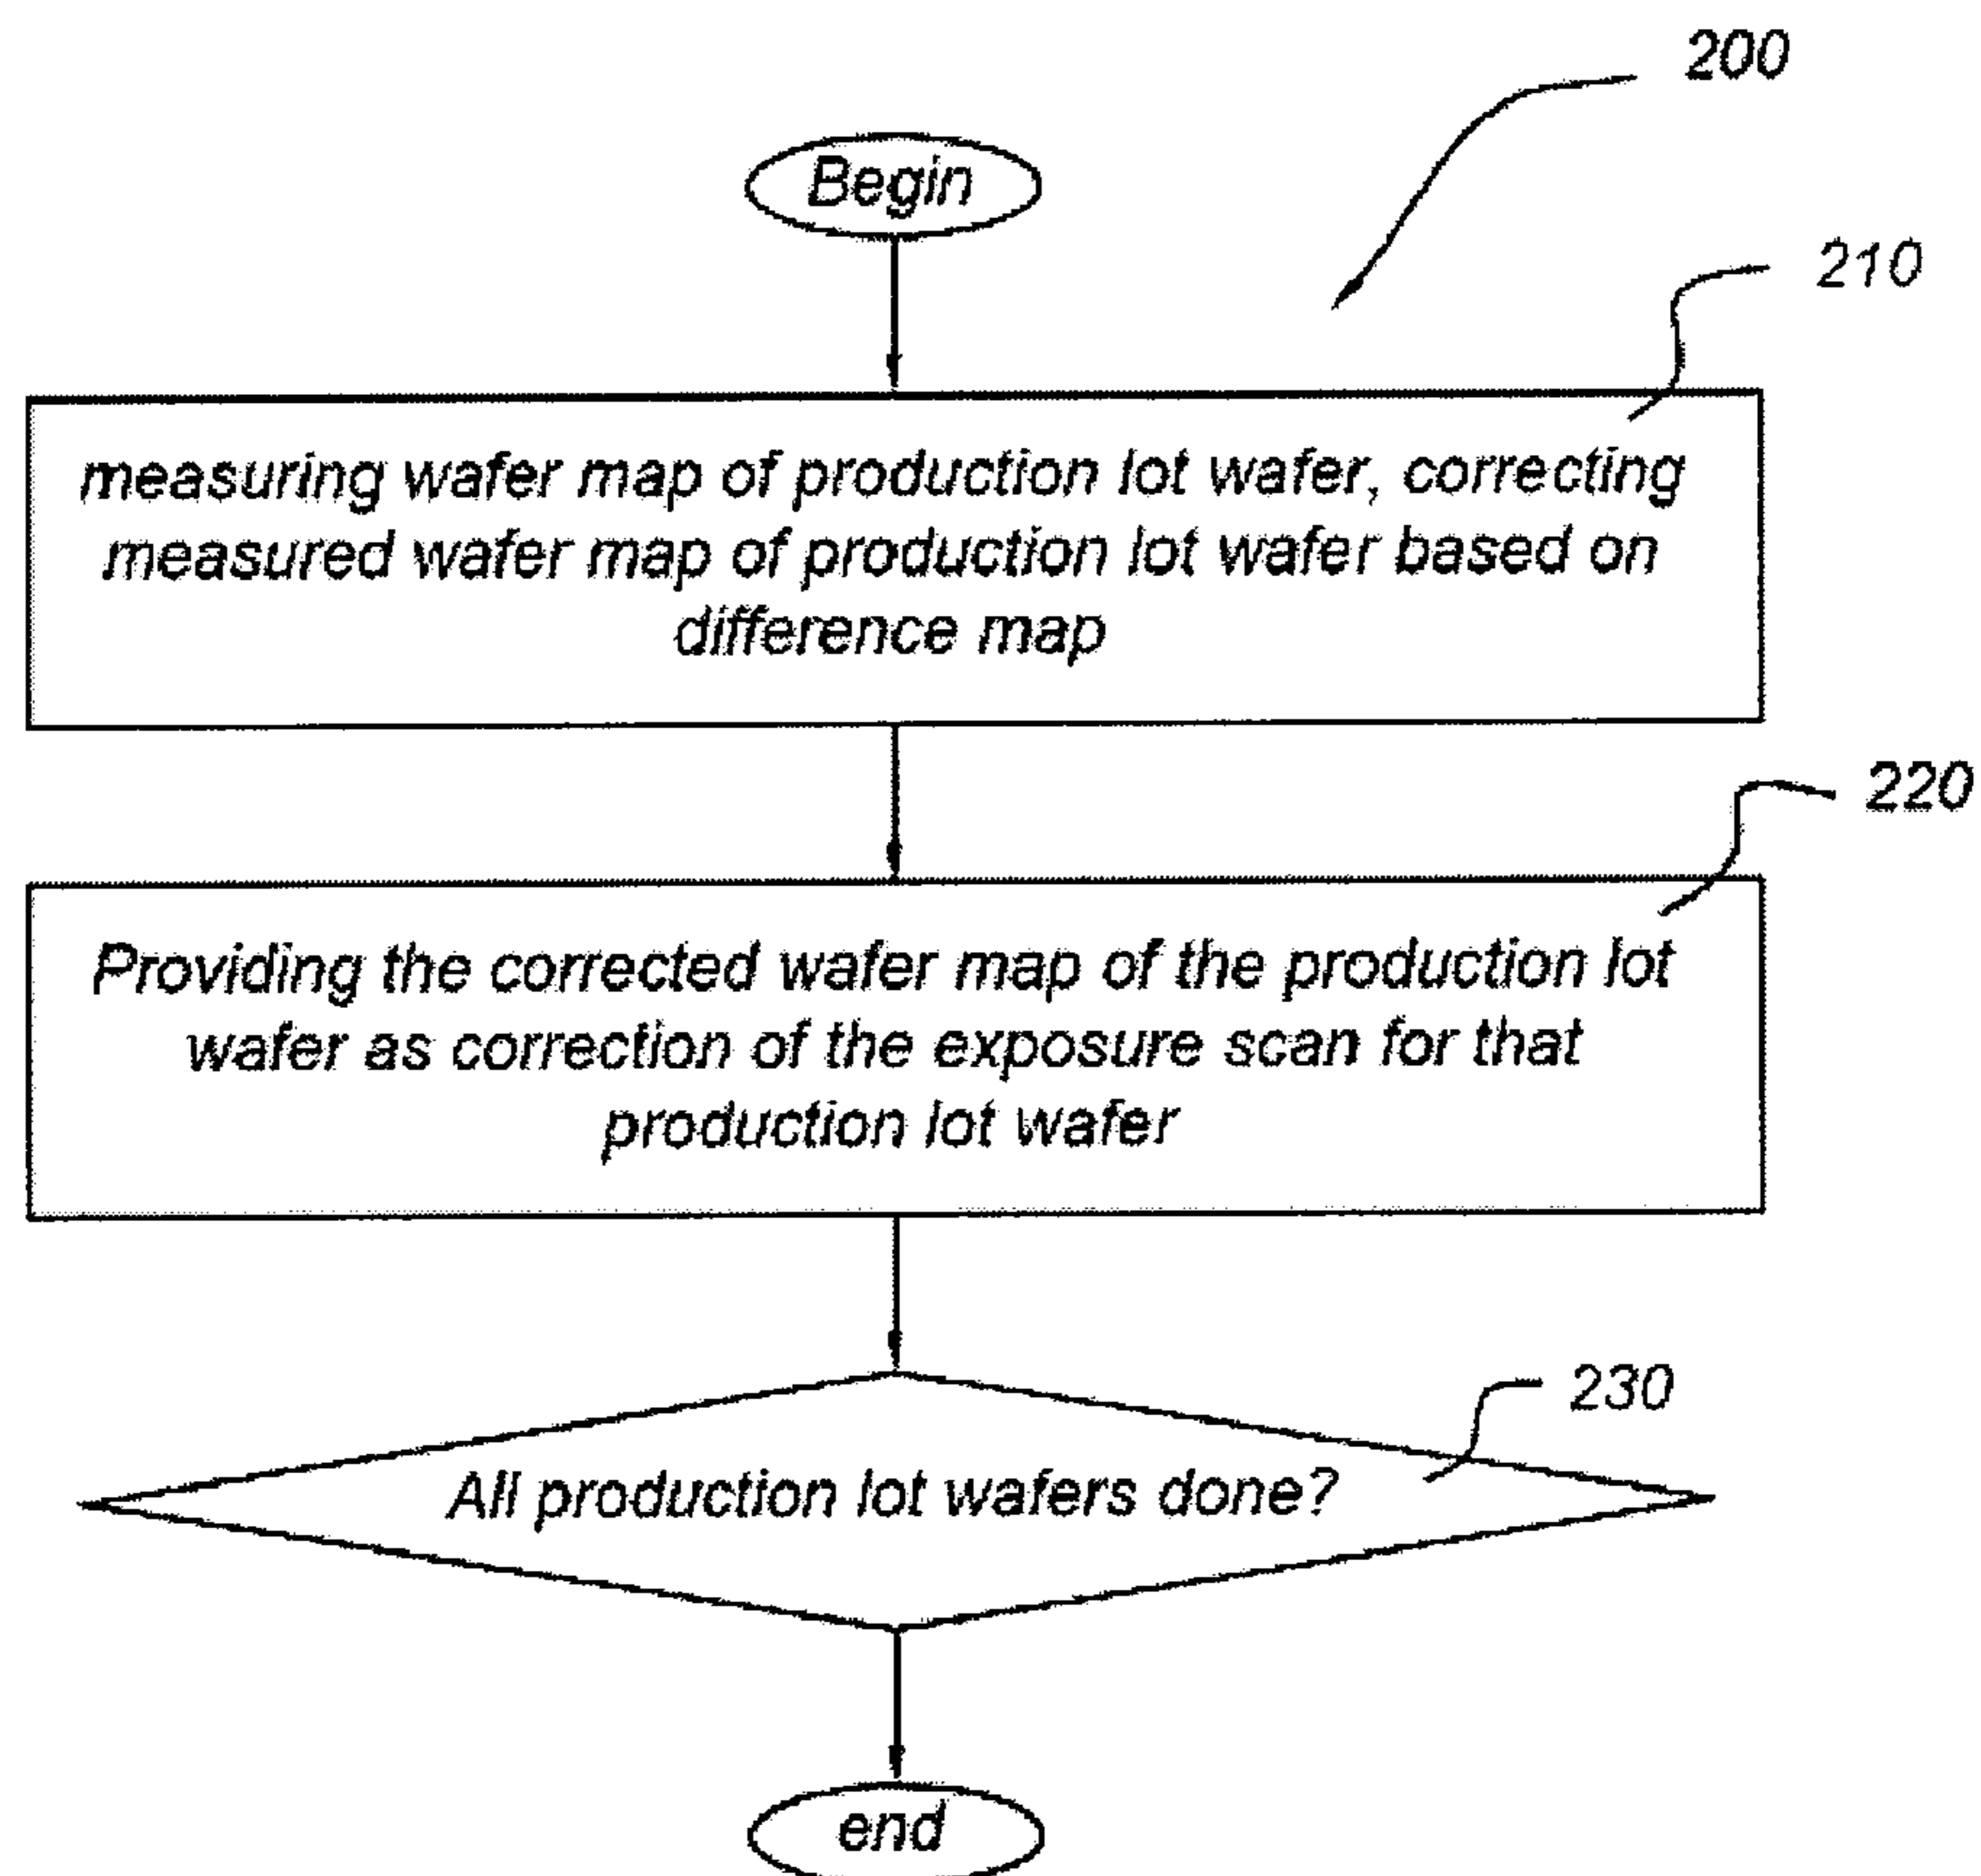 200
Begin
210
measuring wafer map of production lot wafer, correcting
measured wafer map of production lot wafer based on
difference map
220
Providing the corrected wafer map of the production lot
wafer as correction of the exposure scan for that
production lot wafer
230
All production lot wafers done?
end